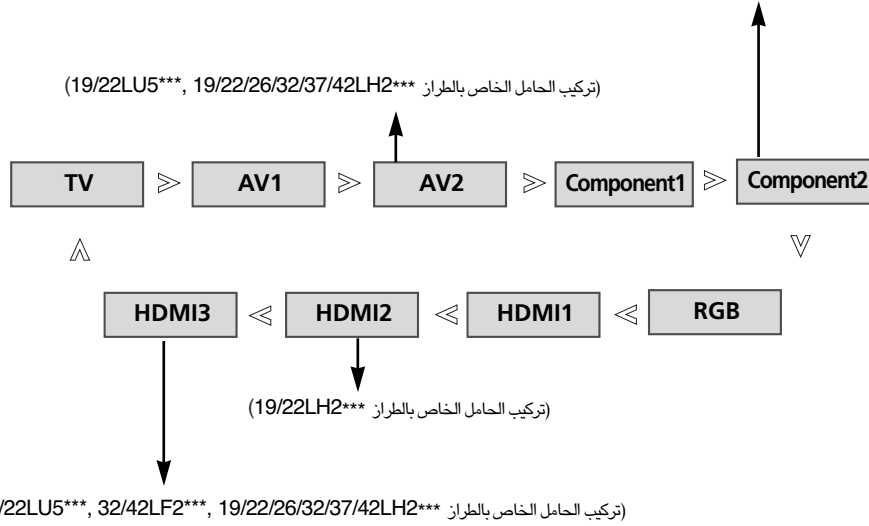 (تركيب الحامل الخاص بالطراز ***19/22LU5***, 19/22/26/32/37/42LH2)
TV
AV1
AV2
Component1
Component2
HDMI3
HDMI2
HDMI1
RGB
(تركيب الحامل الخاص بالطراز ***19/22LH2)
/22LU5***, 32/42LF2***, 19/22/26/32/37/42LH2*** تركيب الحامل الخاص بالطراز)